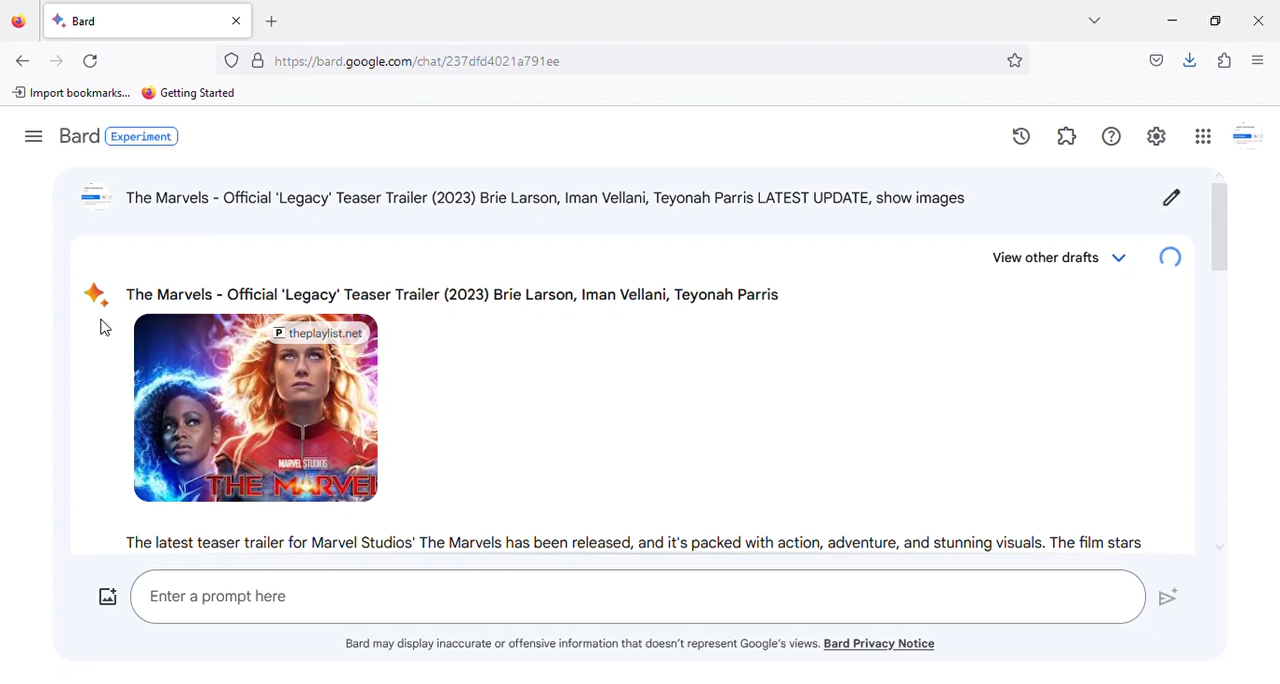 Bard
https://bard.google.com/chat/237dfd4021a791ee
Import bookmarks...
Getting Started
Bard
Experiment
The Marvels - Official 'Legacy' Teaser Trailer (2023) Brie Larson, Iman Vellani, Teyonah Parris LATEST UPDATE, show images
View other drafts
The Marvels - Official 'Legacy' Teaser Trailer (2023) Brie Larson, Iman Vellani, Teyonah Parris
P theplaylist.net
MARVEL STUDIOS
THE MARVEL
The latest teaser trailer for Marvel Studios' The Marvels has been released, and it's packed with action, adventure, and stunning visuals. The film stars
Enter a prompt here
Bard may display inaccurate or offensive information that doesn't represent Google's views. Bard Privacy Notice